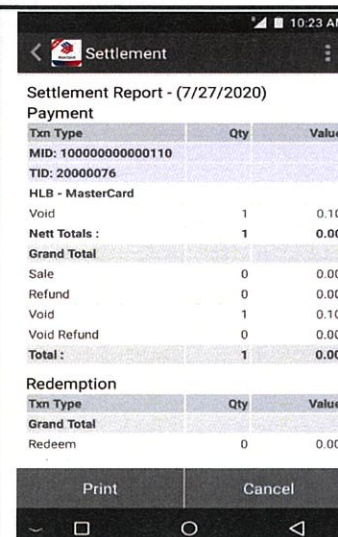 10:23 AM
Settlement
Settlement Report - (7/27/2020)
Payment
Txn Type Qty Value
MID: 100000000000110
TID: 20000076
HLB - MasterCard
Void 1 0.10
Nett Totals : 1 0.00
Grand Total
Sale 0 0.00
Refund 0 0.00
Void 1 0.10
Void Refund 0 0.00
Total : 1 0.00
Redemption
Txn Type Qty Value
Grand Total
Redeem 0 0.00
Print Cancel